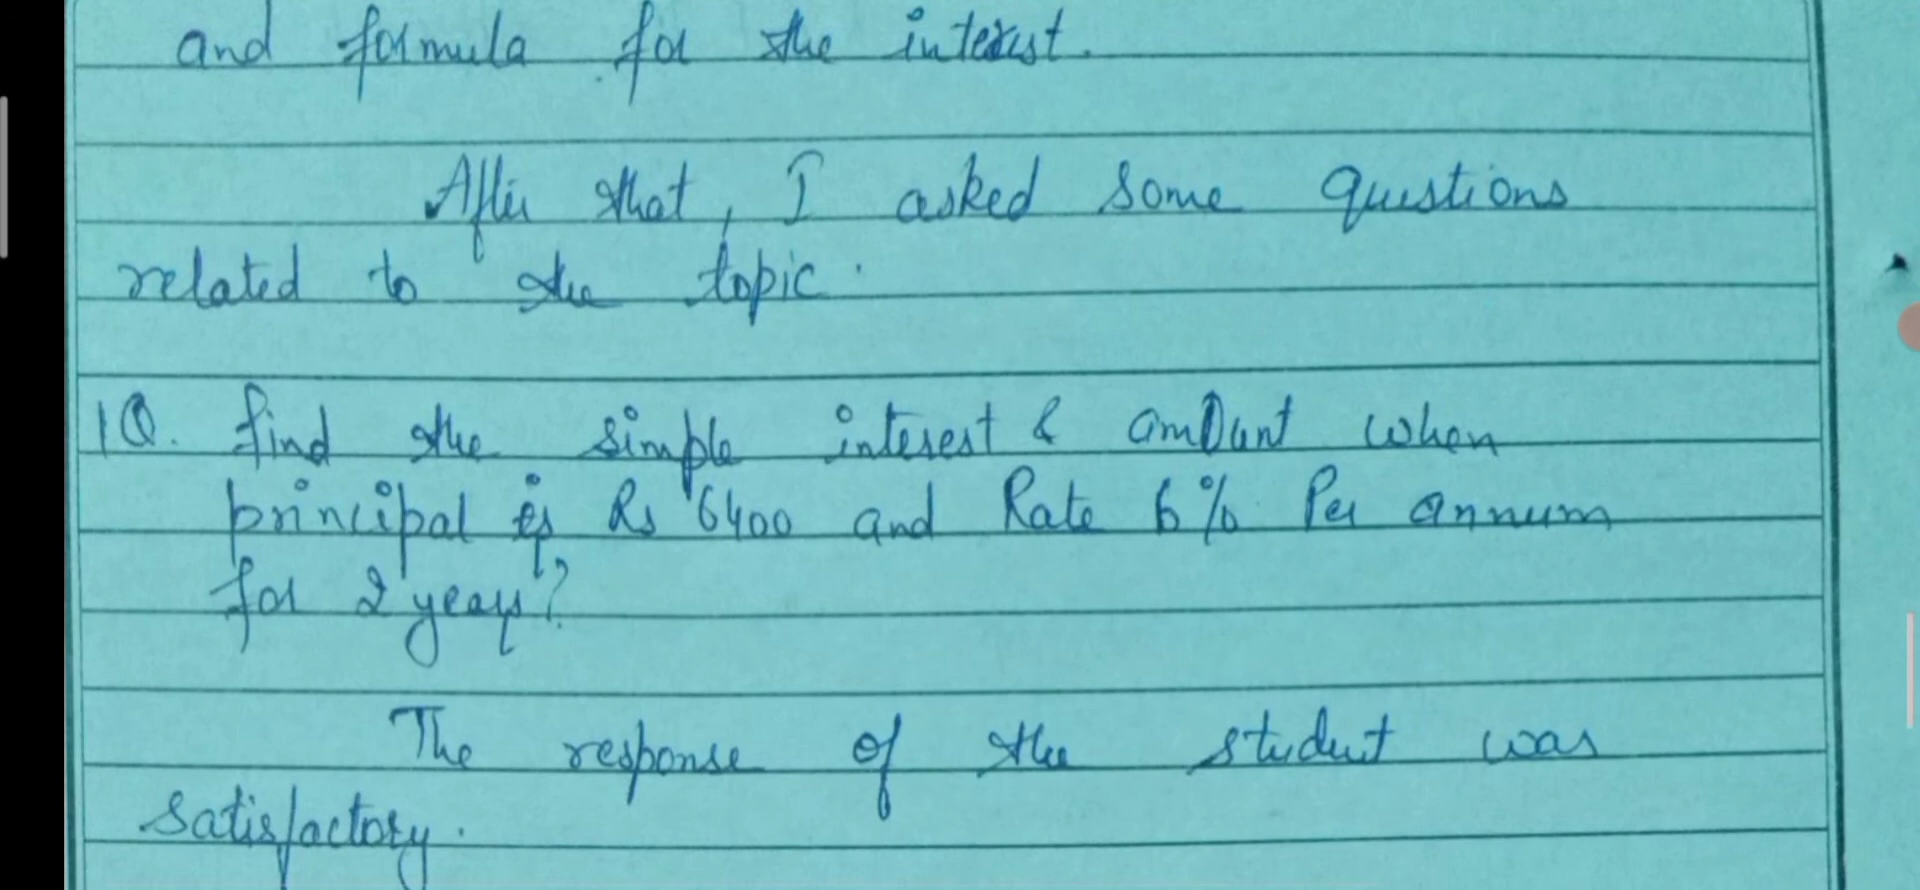 and formula for the interest.
After that, I asked some questions
related to the topic.
1Q. find the simple interest & amount when
principal is Rs 6400 and Rate 6% Per annum
for 2 years?
The response of the student was
satisfactory.